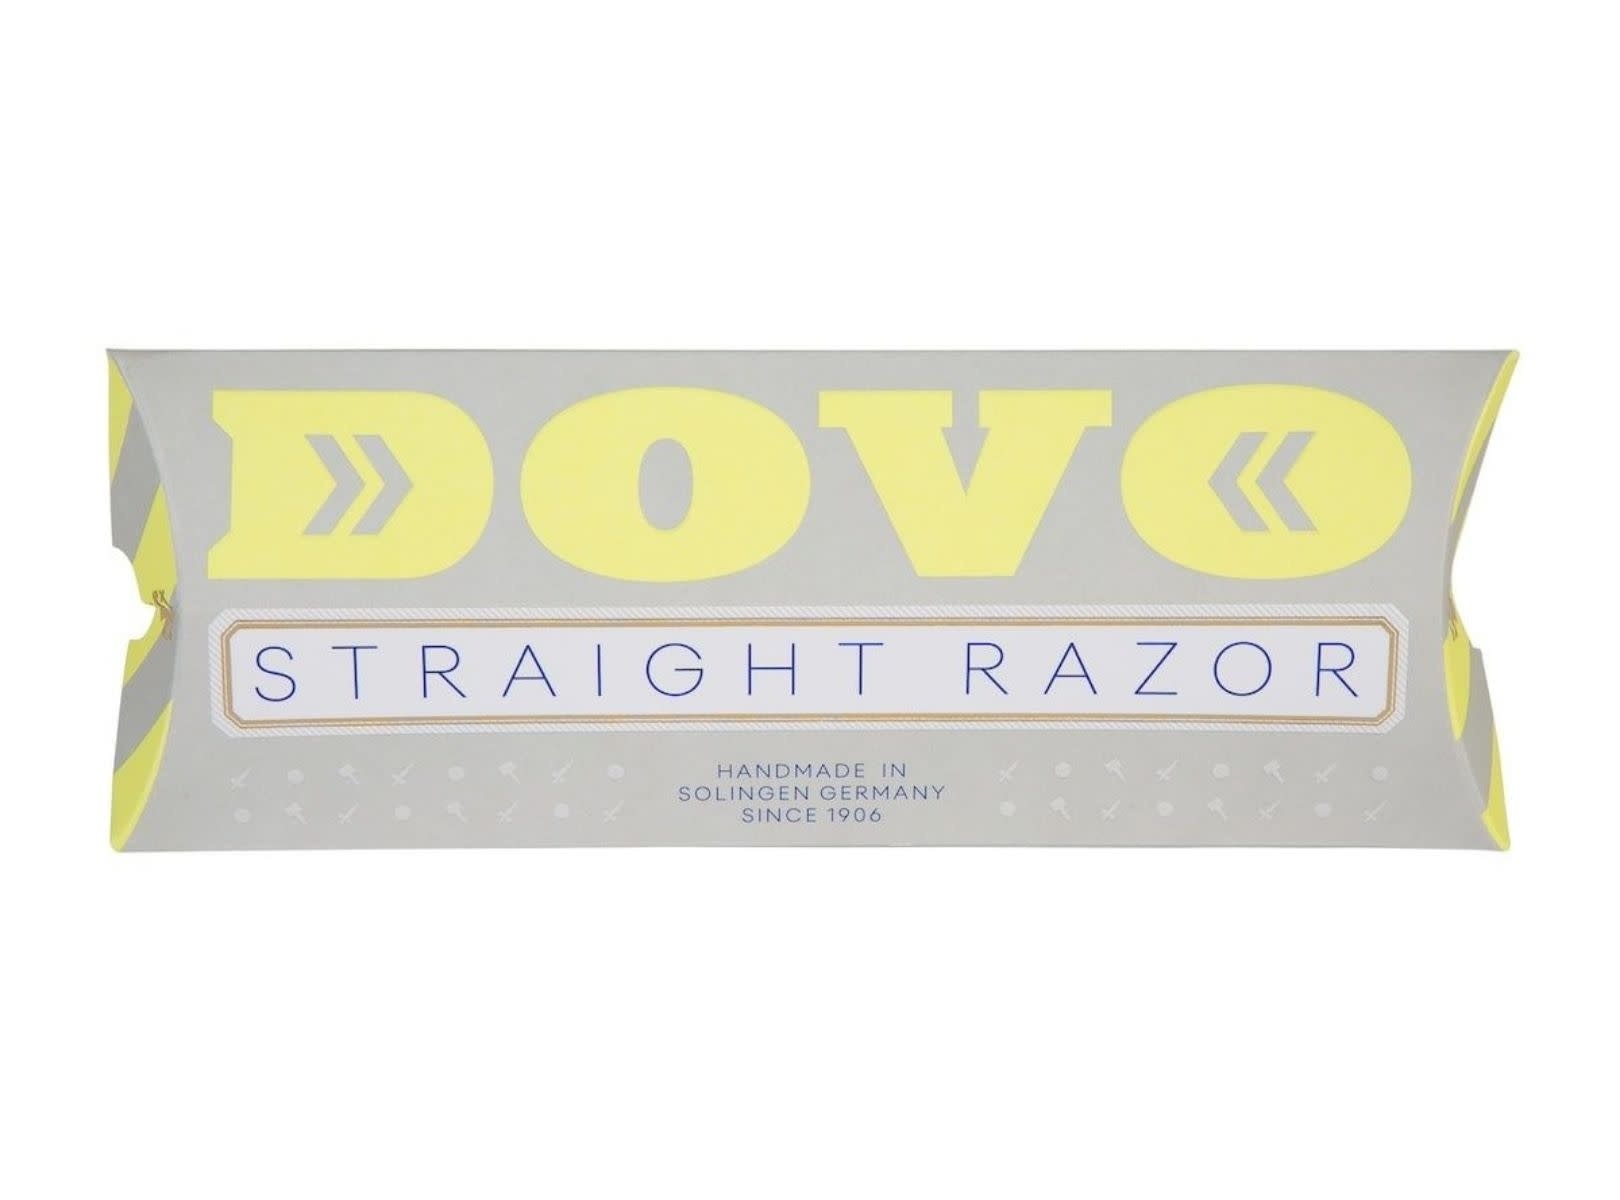 DOVO
STRAIGHT RAZOR
HANDMADE IN
SOLINGEN GERMANY
SINCE 1906